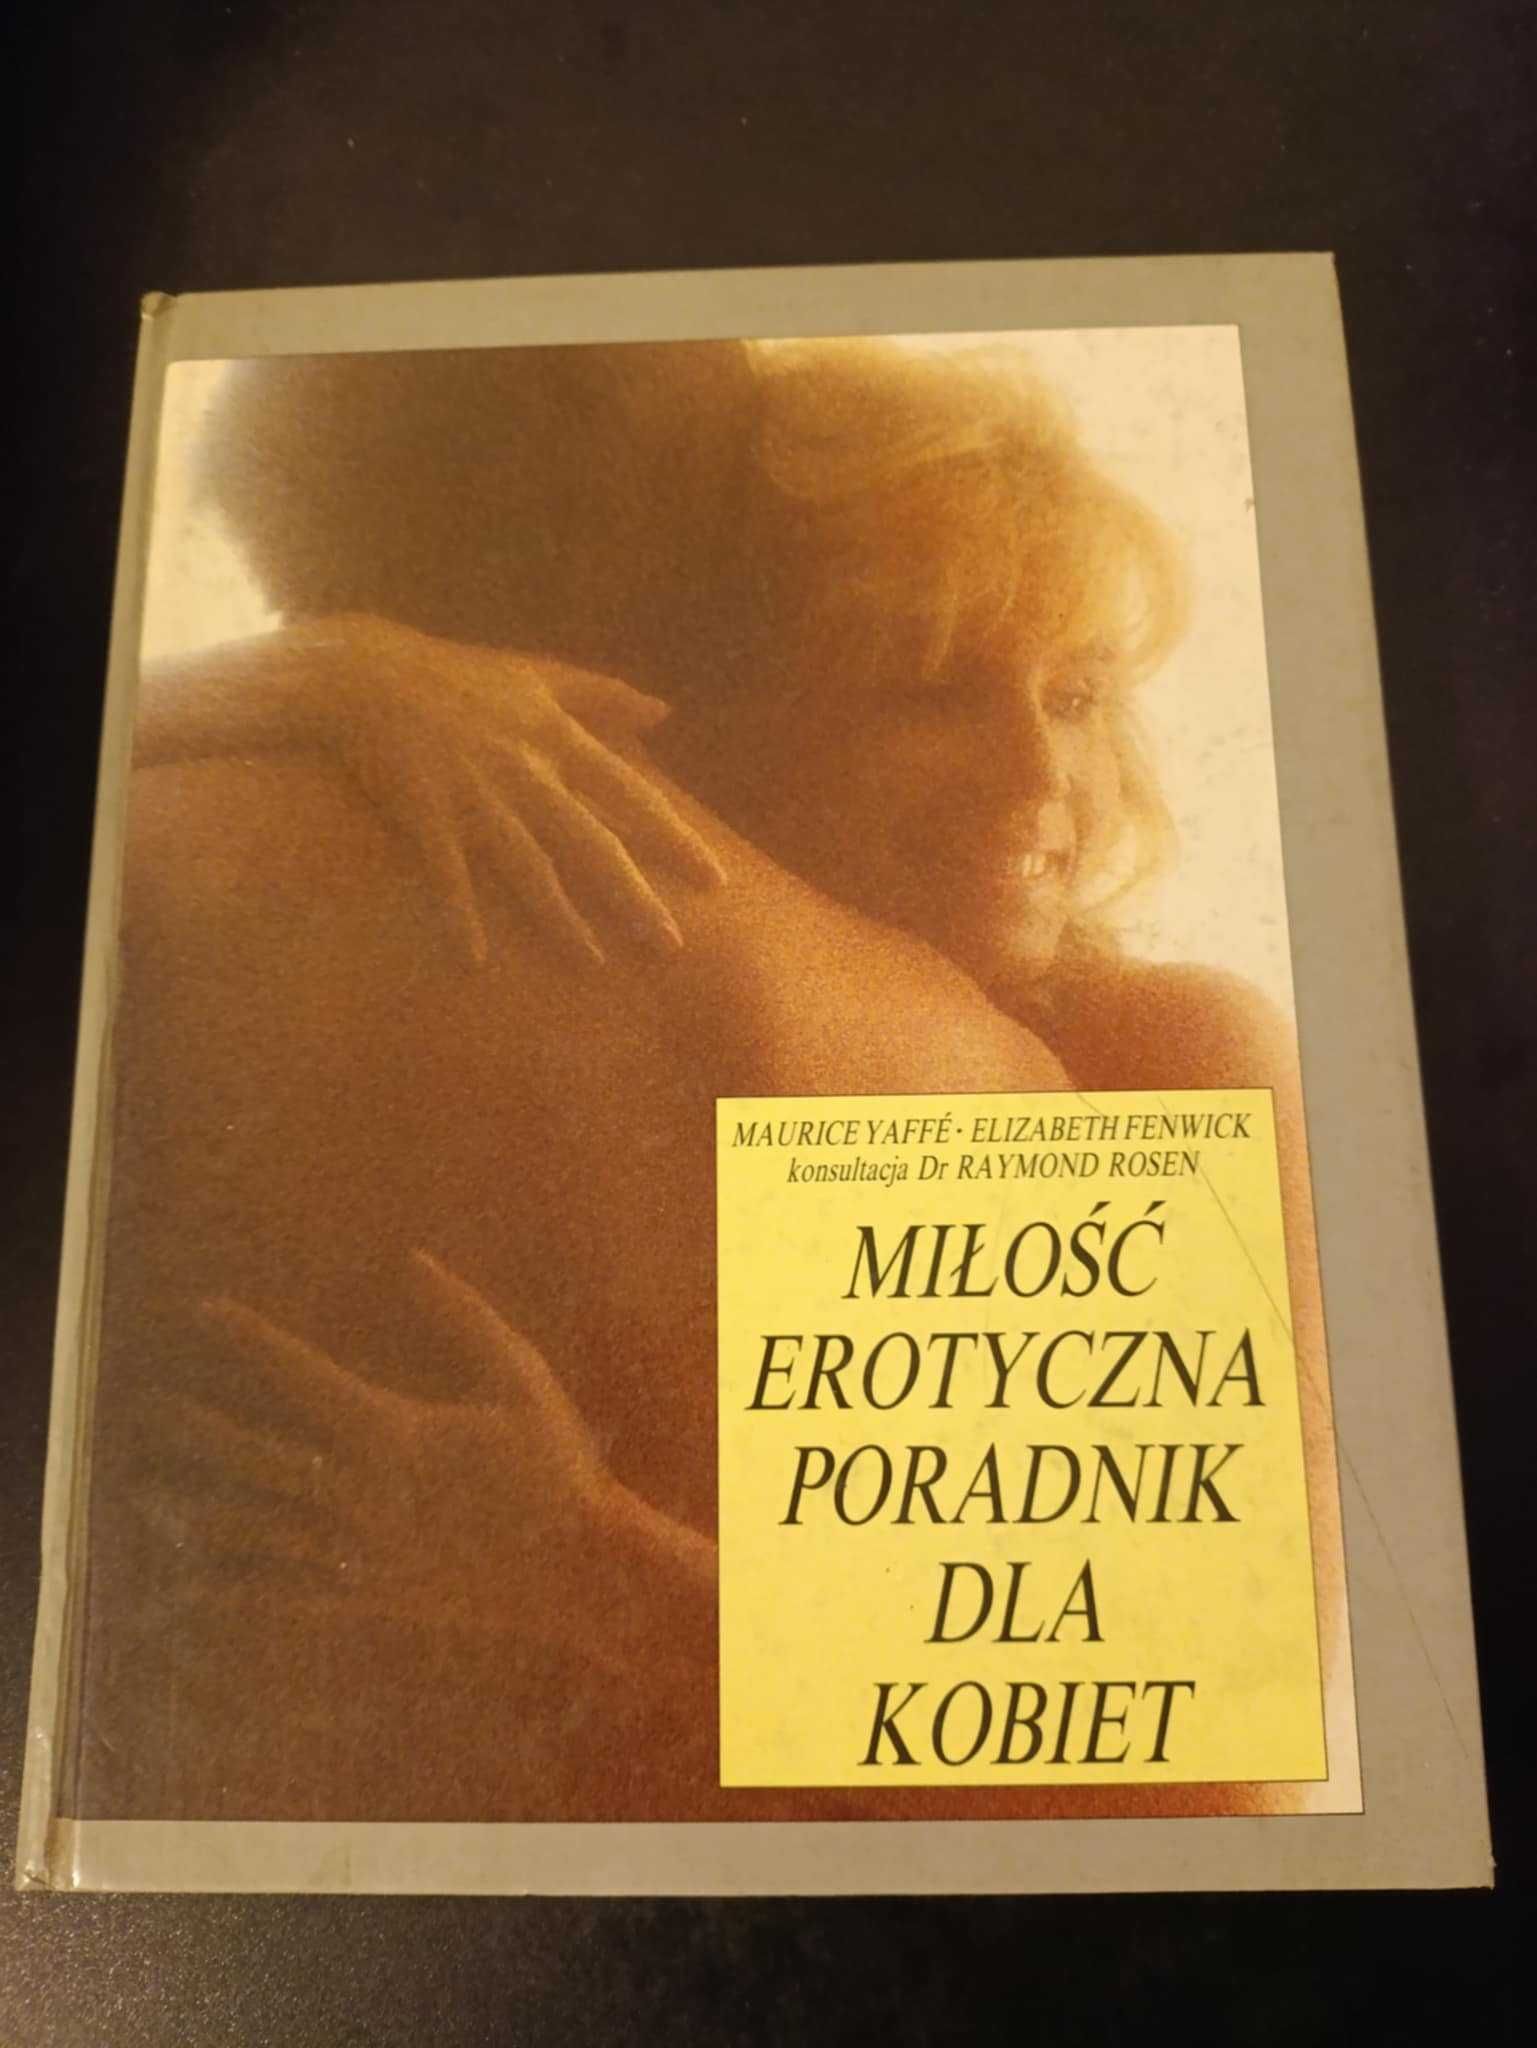 MAURICE YAFFÉ · ELIZABETH FENWICK
konsultacja Dr RAYMOND ROSEN
MIŁOŚĆ
EROTYCZNA
PORADNIK
DLA
KOBIET